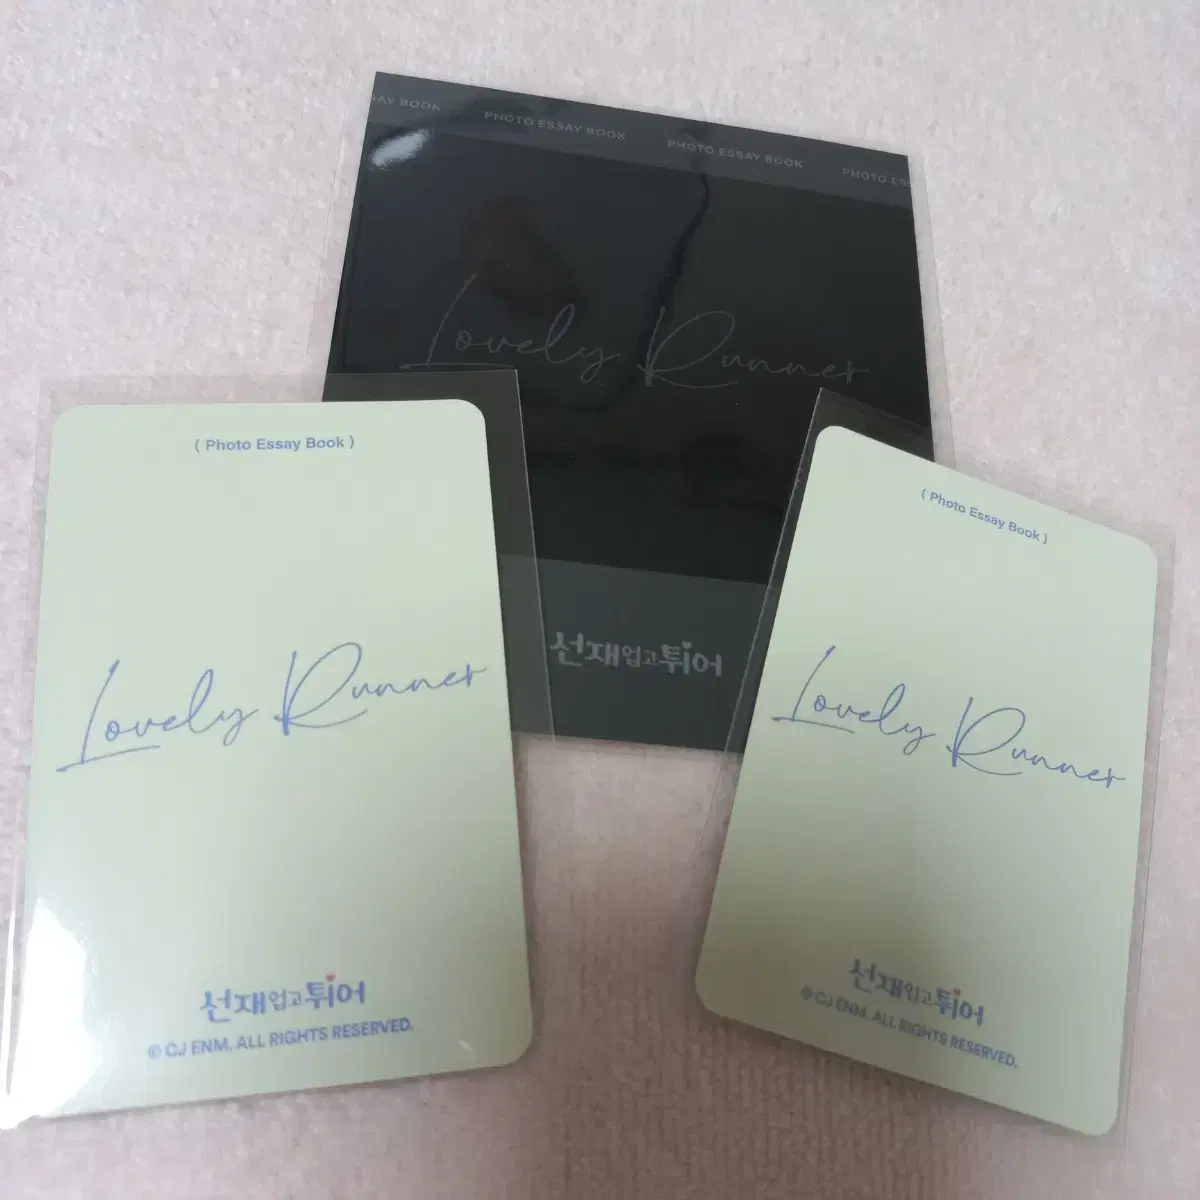 SAY BOOK PHOTO ESSAY BOOK PHOTO ESSAY BOOK PHOTO ESS
Lovely Runner
선재업고튀어
( Photo Essay Book )
Lovely Runner
선재업고튀어
© CJ ENM. ALL RIGHTS RESERVED.
( Photo Essay Book )
Lovely Runner
선재업고튀어
© CJ ENM. ALL RIGHTS RESERVED.